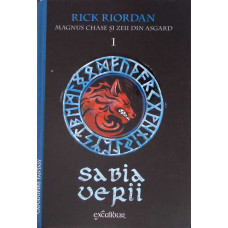 RICK RIORDAN
MAGNUS CHASE ȘI ZEII DIN ASGARD
I
SABIA
VERII
excalibur